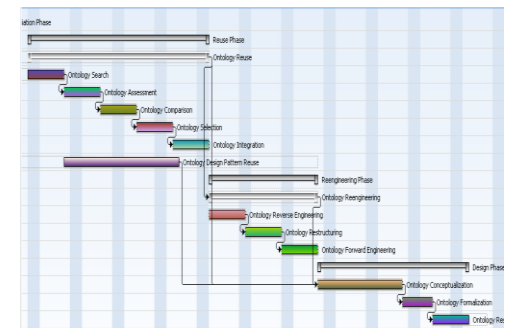 iation Phase
Reuse Phase
Ontology Reuse
Ontology Search
Ontology Assessment
Ontology Comparison
Ontology Selection
Ontology Integration
Ontology Design Pattern Reuse
Reengineering Phase
Ontology Reengineering
Ontology Reverse Engineering
Ontology Restructuring
Ontology Forward Engineering
Design Phase
Ontology Conceptualization
Ontology Formalization
Ontology Res